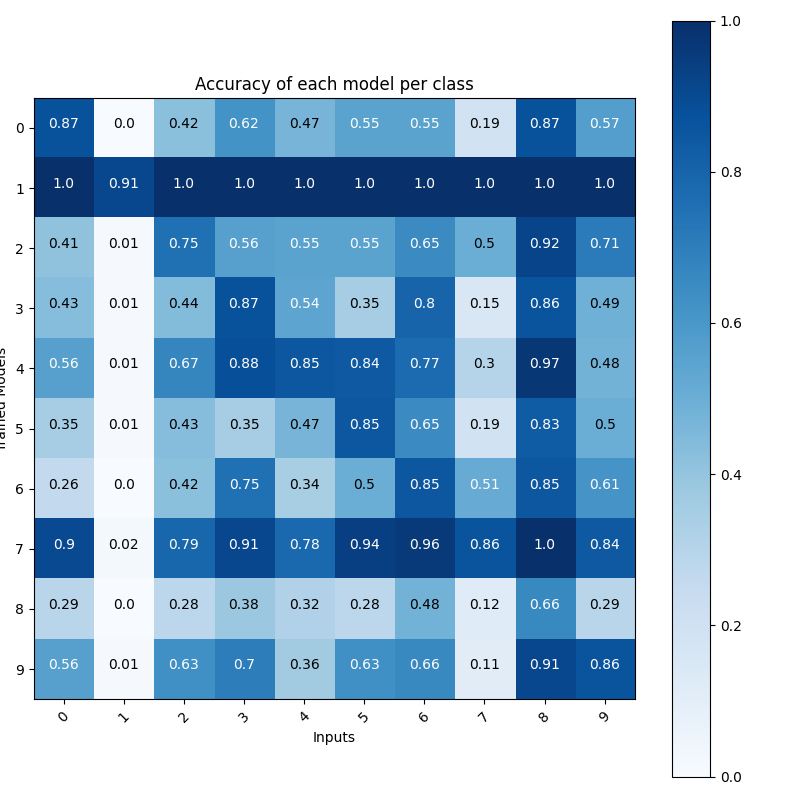 Accuracy of each model per class
0 0.87 0.0 0.42 0.62 0.47 0.55 0.55 0.19 0.87 0.57
1 1.0 0.91 1.0 1.0 1.0 1.0 1.0 1.0 1.0 1.0
2 0.41 0.01 0.75 0.56 0.55 0.55 0.65 0.5 0.92 0.71
3 0.43 0.01 0.44 0.87 0.54 0.35 0.8 0.15 0.86 0.49
4 0.56 0.01 0.67 0.88 0.85 0.84 0.77 0.3 0.97 0.48
5 0.35 0.01 0.43 0.35 0.47 0.85 0.65 0.19 0.83 0.5
6 0.26 0.0 0.42 0.75 0.34 0.5 0.85 0.51 0.85 0.61
7 0.9 0.02 0.79 0.91 0.78 0.94 0.96 0.86 1.0 0.84
8 0.29 0.0 0.28 0.38 0.32 0.28 0.48 0.12 0.66 0.29
9 0.56 0.01 0.63 0.7 0.36 0.63 0.66 0.11 0.91 0.86
0 1 2 3 4 5 6 7 8 9
Inputs
1.0
0.8
0.6
0.4
0.2
0.0